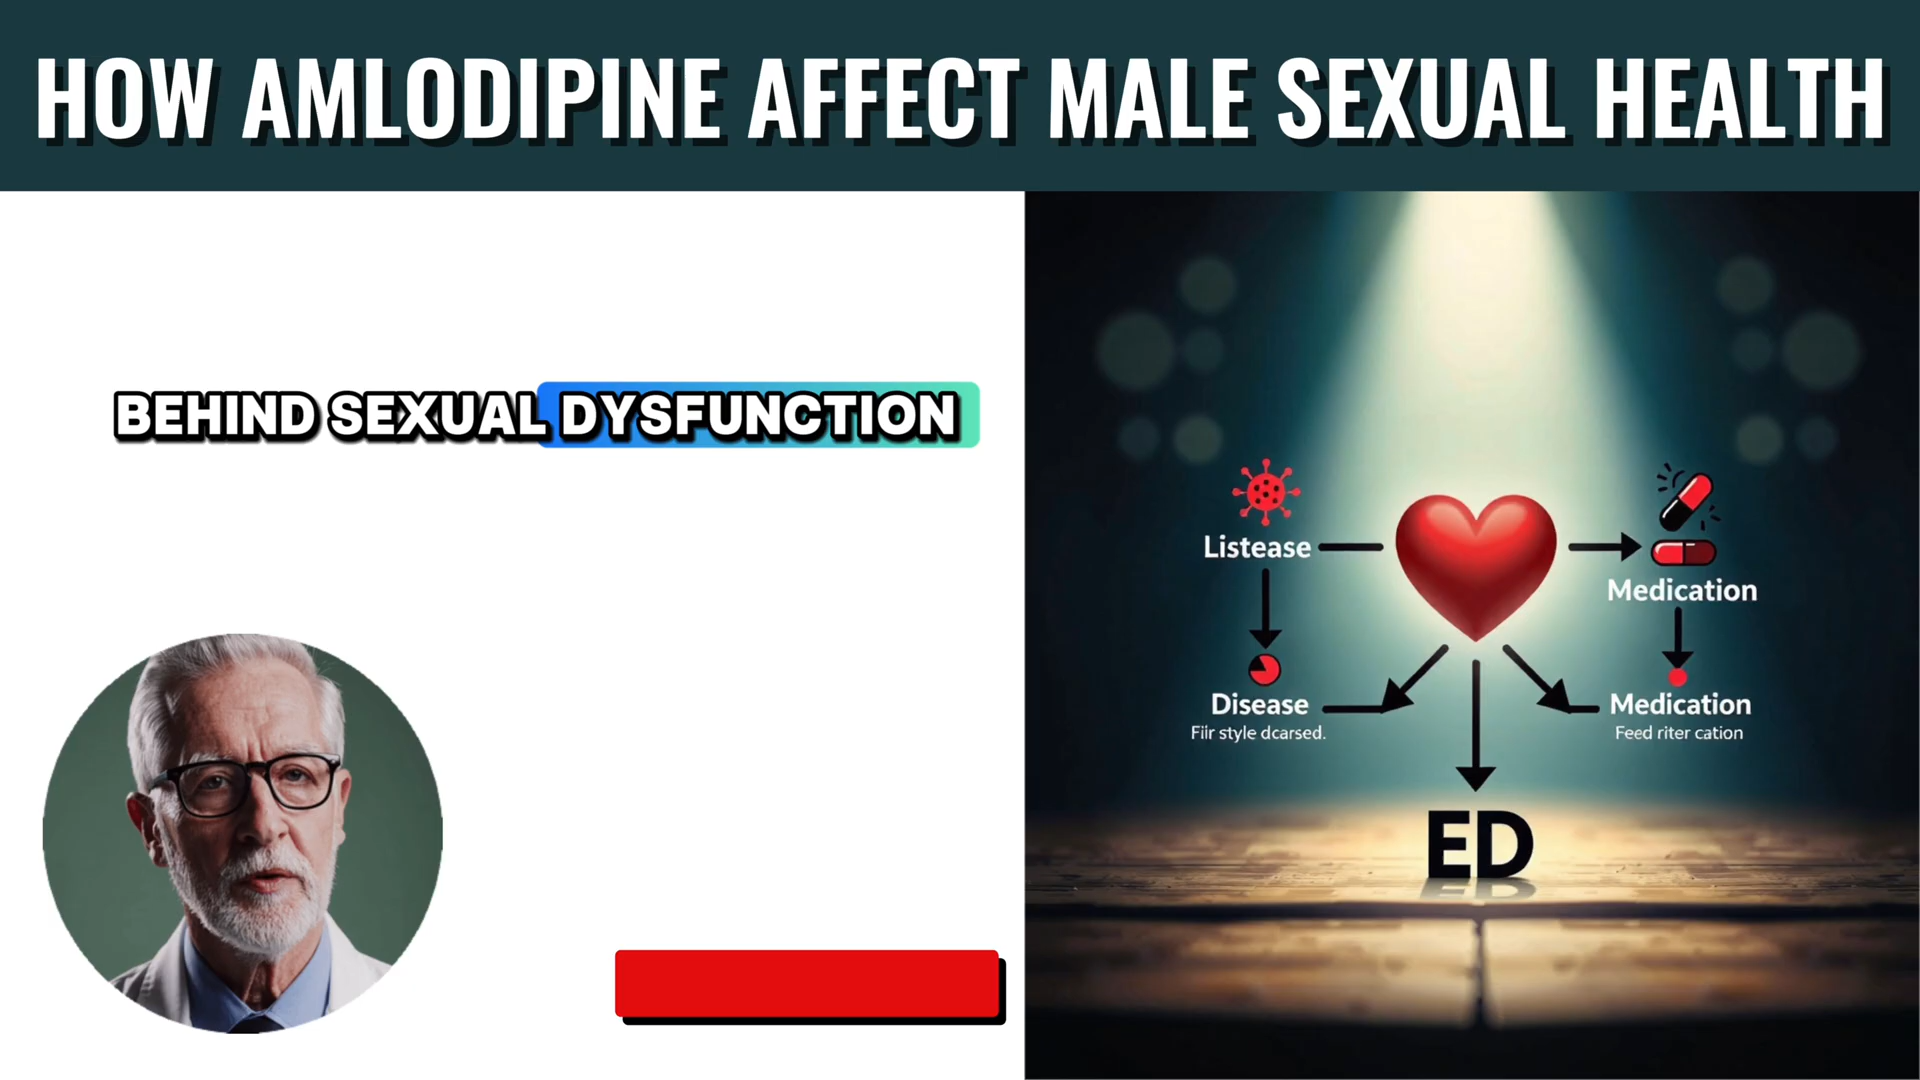 HOW AMLODIPINE AFFECT MALE SEXUAL HEALTH
BEHIND SEXUAL DYSFUNCTION
Listease
Medication
Disease
Fiir style dcarsed.
Medication
Feed riter cation
ED